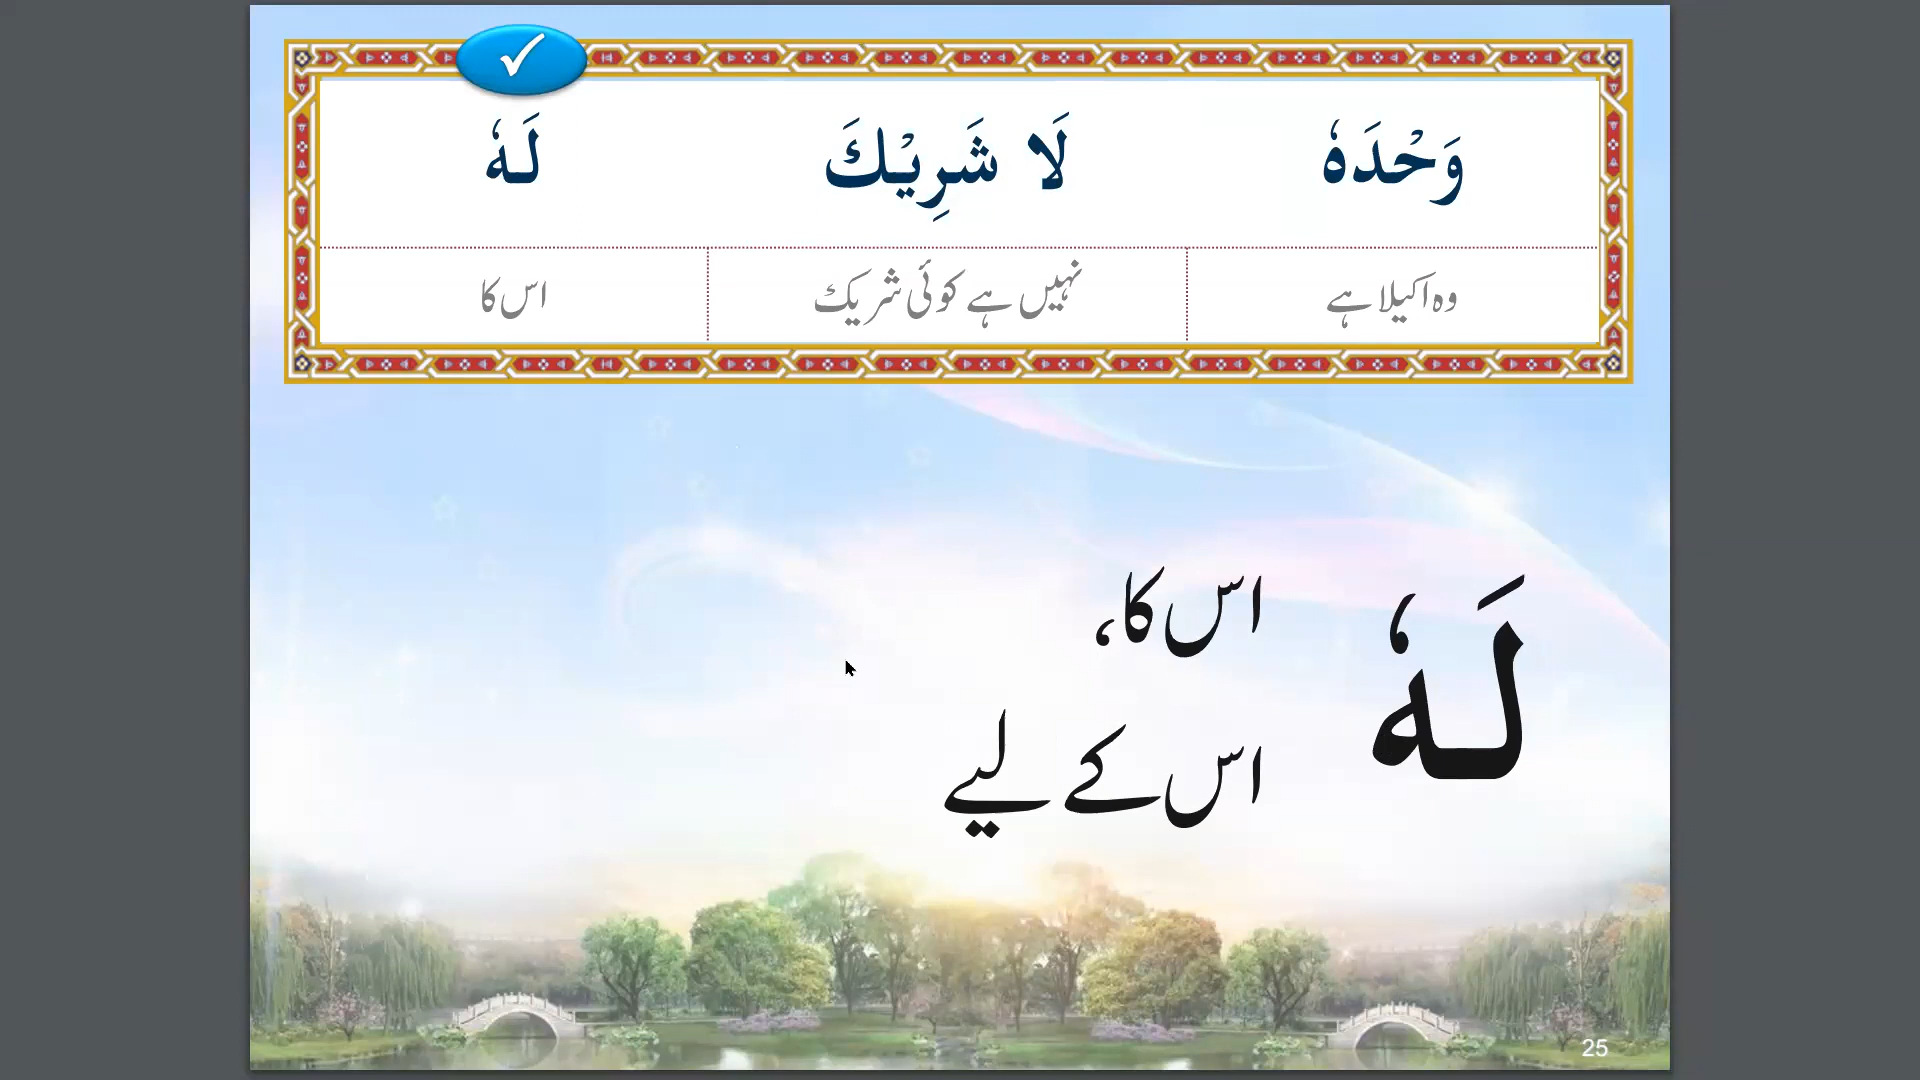 ✓
وَحْدَهٗ لَا شَرِيْكَ لَهٗ
وہ اکیلا ہے نہیں ہے کوئی شریک اس کا
لَهٗ
اس کا،
اس کے لیے
25